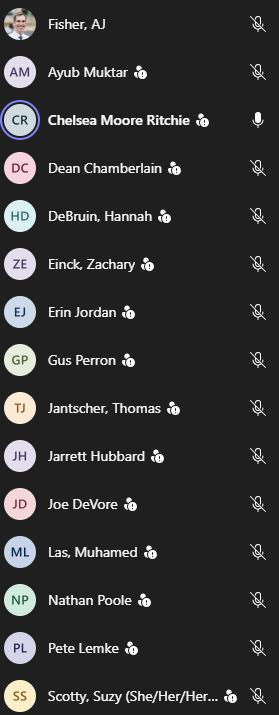 Fisher, AJ
AM Ayub Muktar
CR Chelsea Moore Ritchie
DC Dean Chamberlain
HD DeBruin, Hannah
ZE Einck, Zachary
EJ Erin Jordan
GP Gus Perron
TJ Jantscher, Thomas
JH Jarrett Hubbard
JD Joe DeVore
ML Las, Muhamed
NP Nathan Poole
PL Pete Lemke
SS Scotty, Suzy (She/Her/Her...